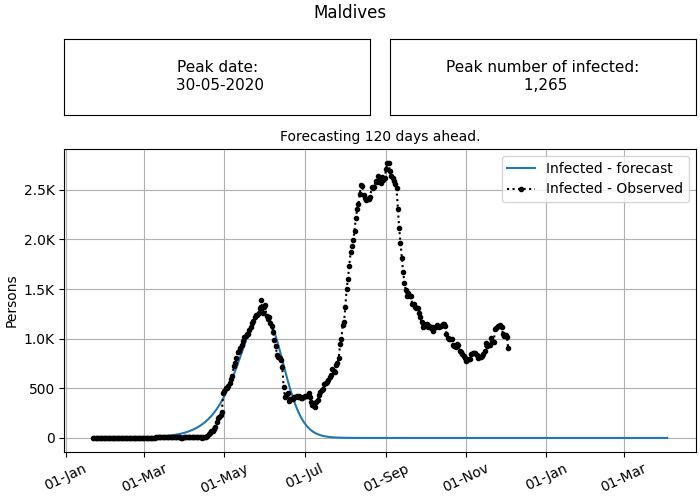 Maldives
Peak date:
30-05-2020
Peak number of infected:
1,265
Forecasting 120 days ahead.
Infected - forecast
Infected - Observed
Persons
2.5K
2.0K
1.5K
1.0K
500
0
01-Jan
01-Mar
01-May
01-Jul
01-Sep
01-Nov
01-Jan
01-Mar